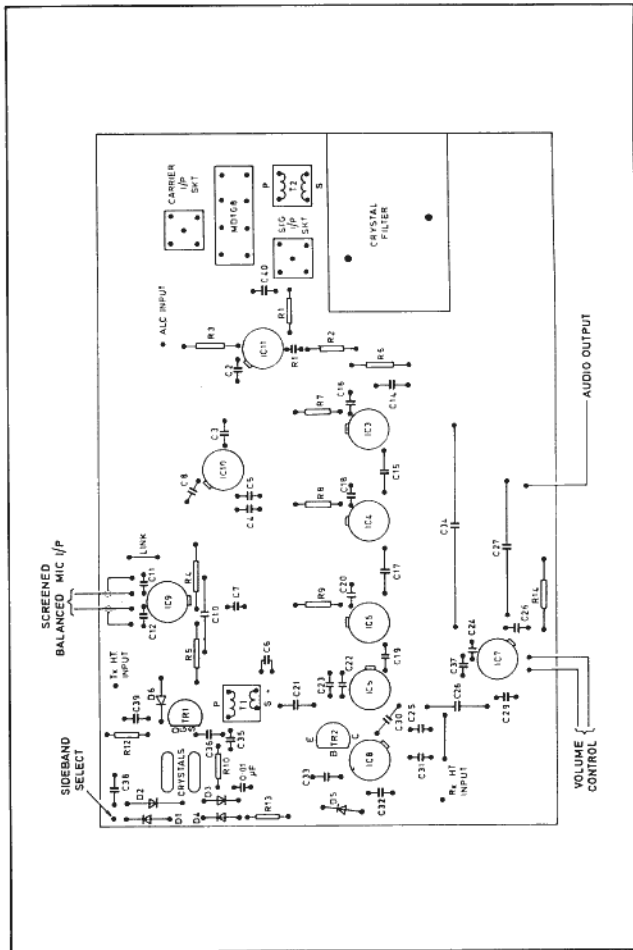 SIDEBAND
SELECT
Tx HT
INPUT
SCREENED
BALANCED MIC I/P
ALC INPUT
CARRIER
I/P
SKT
C38
R12
C39
D6
C12
C11
LINK
D2
D1
CRYSTALS
TR1
IC9
D3
D4
R5
R4
C8
C3
IC10
R3
C2
MD108
C36
P
T1
S
C10
R10
C35
C7
C4
C5
IC11
C40
SIG
I/P
SKT
P
T2
S
0·01
µF
R13
C6
R1
R1
R2
C21
C33
D5
E
B
TR2
C
C23
C22
R9
C20
R8
C18
R7
C16
R6
CRYSTAL
FILTER
IC8
IC3
IC4
C14
C32
C30
C19
C17
C15
C31
C25
Rx HT
INPUT
C26
C37
C24
C34
IC7
C29
C26
C27
R14
VOLUME
CONTROL
AUDIO OUTPUT